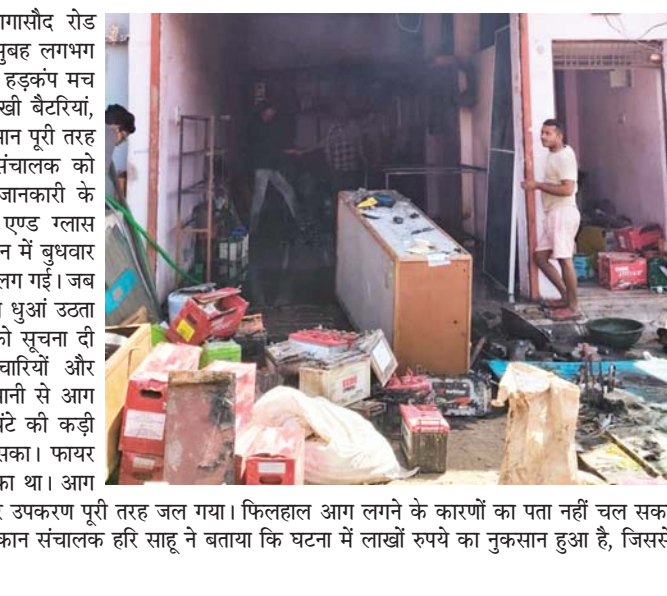 ागासौद रोड
सुबह लगभग
हड़कंप मच
खी बैटरियां,
मान पूरी तरह
संचालक को
जानकारी के
एण्ड ग्लास
न में बुधवार
लग गई। जब
धुआं उठता
को सूचना दी
चारियों और
पानी से आग
घंटे की कड़ी
सका। फायर
का था। आग
उपकरण पूरी तरह जल गया। फिलहाल आग लगने के कारणों का पता नहीं चल सका
कान संचालक हरि साहू ने बताया कि घटना में लाखों रुपये का नुकसान हुआ है, जिससे